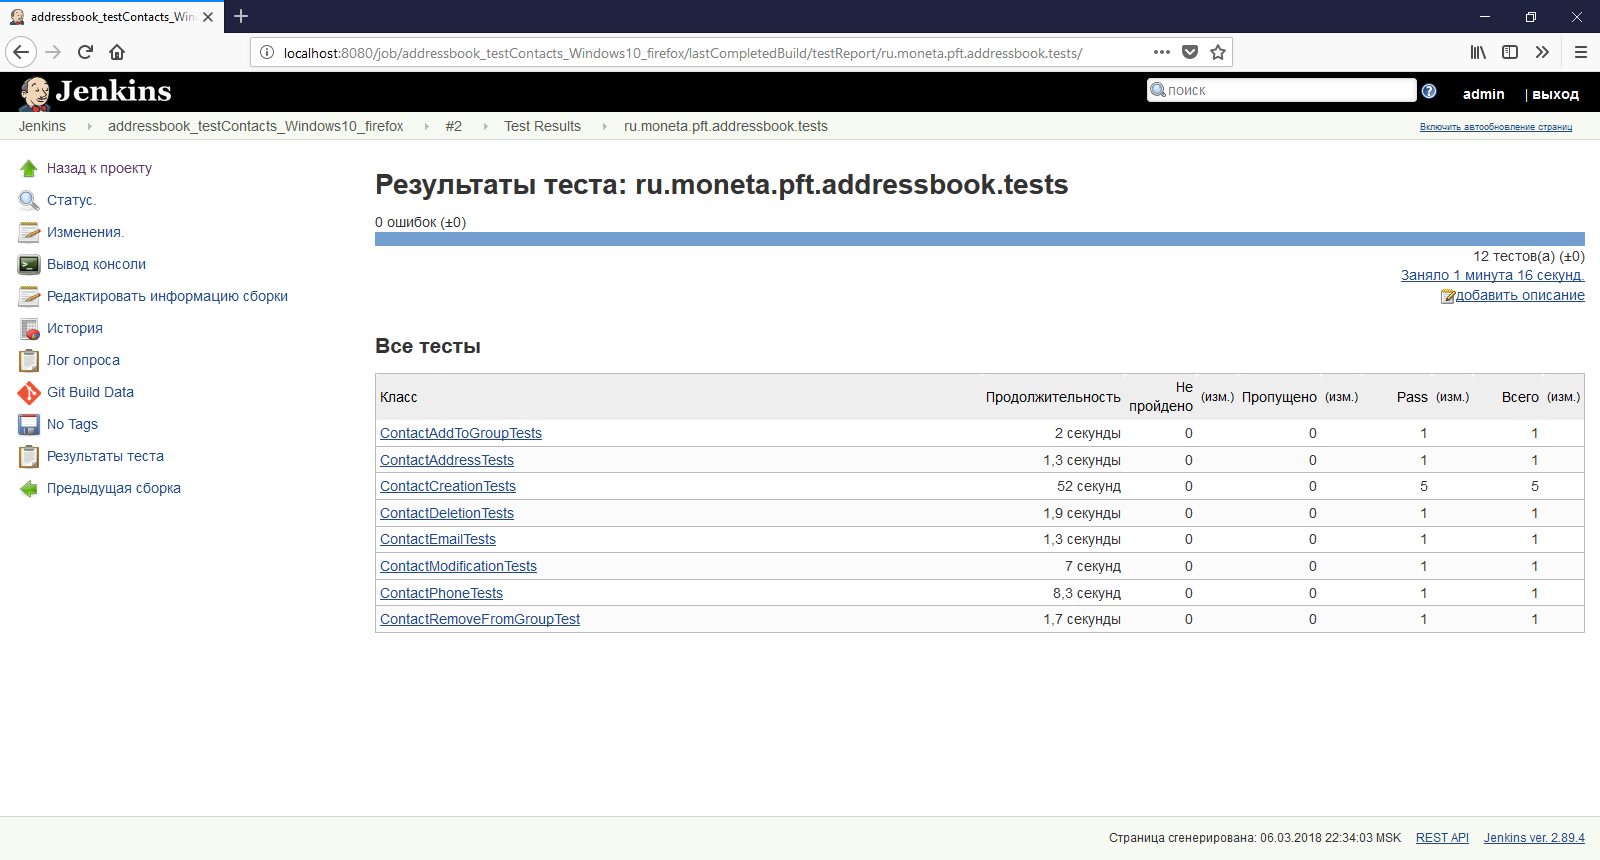 addressbook_testContacts_Win
localhost:8080/job/addressbook_testContacts_Windows10_firefox/lastCompletedBuild/testReport/ru.moneta.pft.addressbook.tests/
Jenkins
поиск
admin
| выход
Jenkins
addressbook_testContacts_Windows10_firefox
#2
Test Results
ru.moneta.pft.addressbook.tests
Включить автообновление страниц
Назад к проекту
Статус.
Изменения.
Вывод консоли
Редактировать информацию сборки
История
Лог опроса
Git Build Data
No Tags
Результаты теста
Предыдущая сборка
Результаты теста: ru.moneta.pft.addressbook.tests
0 ошибок (±0)
12 тестов(а) (±0)
Заняло 1 минута 16 секунд.
добавить описание
Все тесты
Класс Продолжительность Не пройдено (изм.) Пропущено (изм.) Pass (изм.) Всего (изм.)
ContactAddToGroupTests 2 секунды 0 0 1 1
ContactAddressTests 1,3 секунды 0 0 1 1
ContactCreationTests 52 секунд 0 0 5 5
ContactDeletionTests 1,9 секунды 0 0 1 1
ContactEmailTests 1,3 секунды 0 0 1 1
ContactModificationTests 7 секунд 0 0 1 1
ContactPhoneTests 8,3 секунд 0 0 1 1
ContactRemoveFromGroupTest 1,7 секунды 0 0 1 1
Страница сгенерирована: 06.03.2018 22:34:03 MSK REST API Jenkins ver. 2.89.4